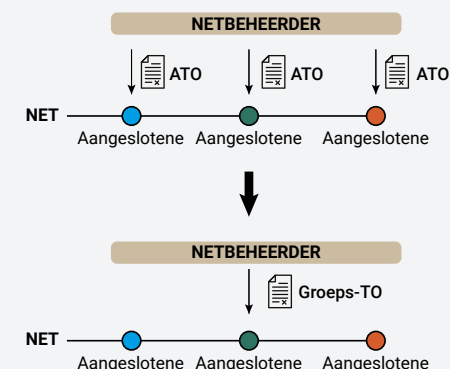 NETBEHEERDER
ATO ATO ATO
NET
Aangeslotene Aangeslotene Aangeslotene
NETBEHEERDER
Groeps-TO
NET
Aangeslotene Aangeslotene Aangeslotene